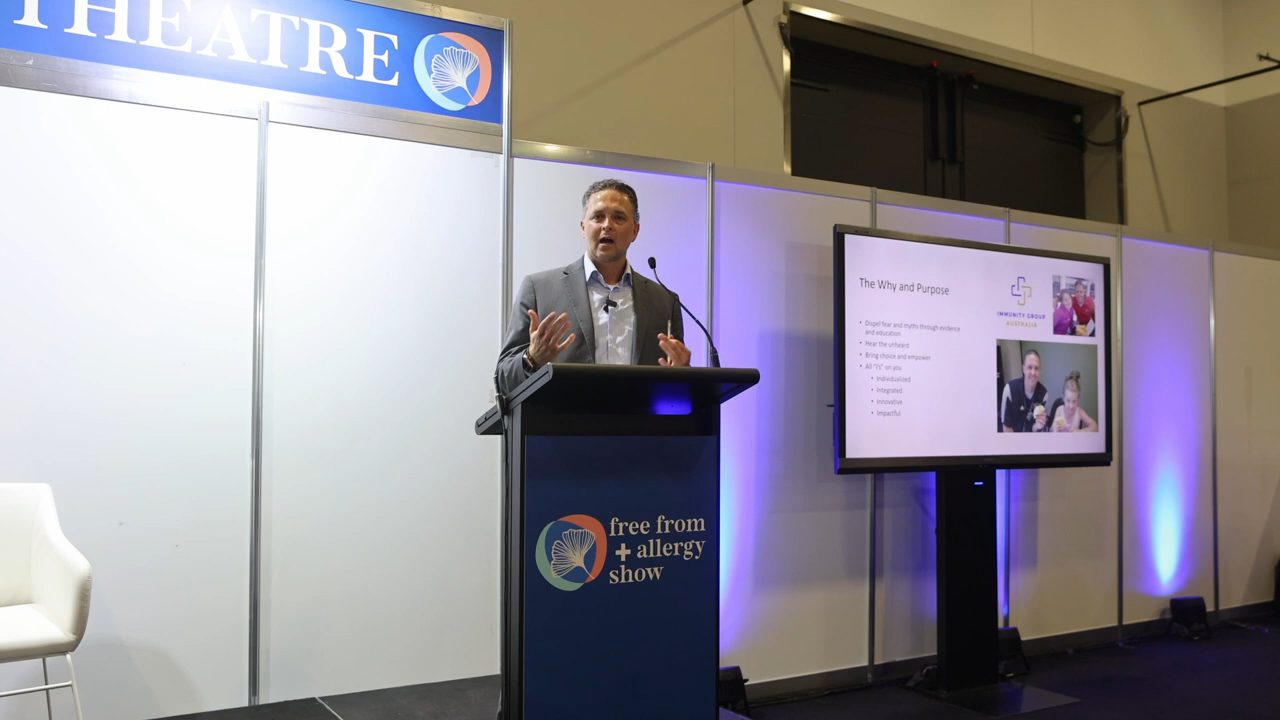 THEATRE
The Why and Purpose
• Dispel fear and myths through evidence
and education
• Hear the unheard
• Bring choice and empower
• All "I's" on you
• Individualized
• Integrated
• Innovative
• Impactful
IMMUNITY GROUP
AUSTRALIA
free from
+ allergy
show